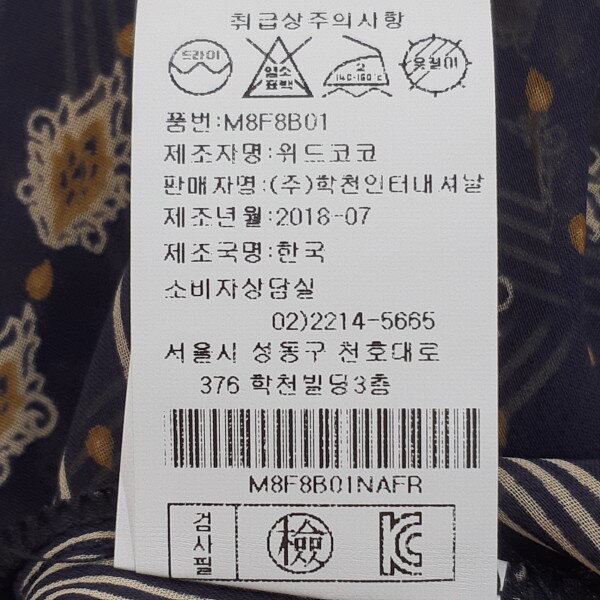 취급상주의사항
드라이
염소
표백
2
140-160℃
옷걸이
품번:M8F8B01
제조자명:위드코코
판매자명:(주)학천인터내셔날
제조년월:2018-07
제조국명:한국
소비자상담실
02)2214-5665
서울시 성동구 천호대로
376 학천빌딩3층
M8F8B01NAFR
검사필
檢
KC